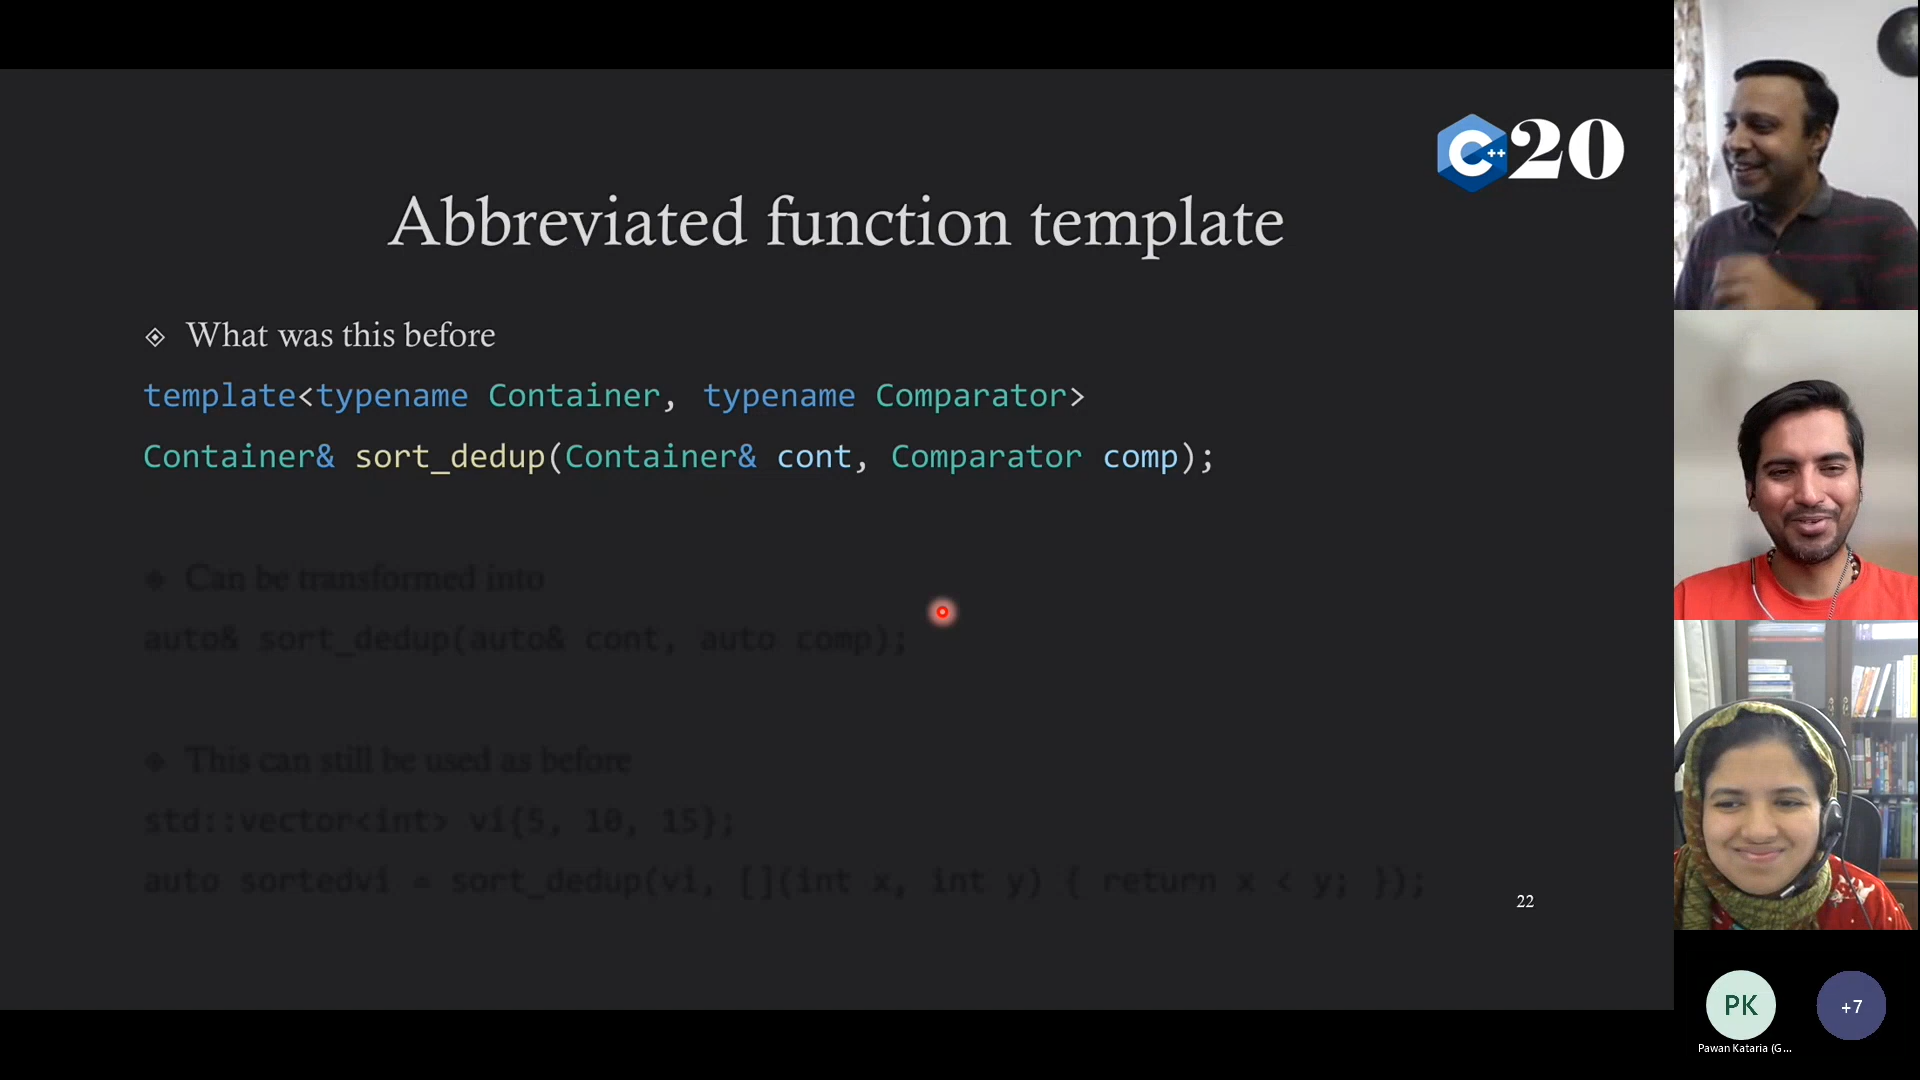 C++20
Abbreviated function template
What was this before
template<typename Container, typename Comparator>
Container& sort_dedup(Container& cont, Comparator comp);
Can be transformed into
auto& sort_dedup(auto& cont, auto comp);
This can still be used as before
std::vector<int> vi{5, 10, 15};
auto sortedvi = sort_dedup(vi, [](int x, int y) { return x < y; });
22
PK
+7
Pawan Kataria (G...